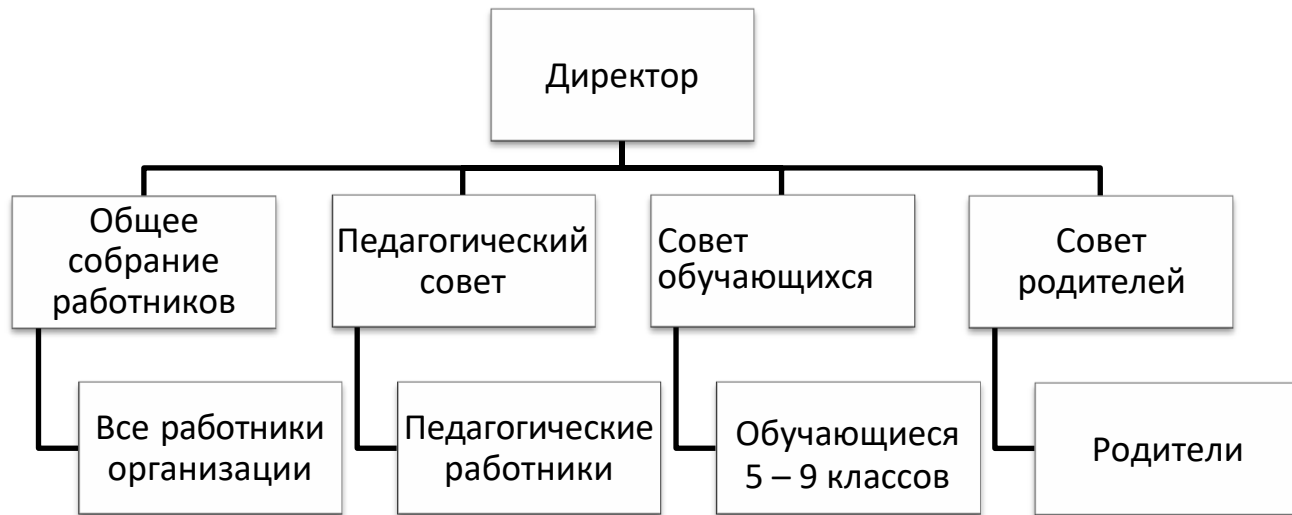 Директор
Общее
собрание
работников
Педагогический
совет
Совет
обучающихся
Совет
родителей
Все работники
организации
Педагогические
работники
Обучающиеся
5 – 9 классов
Родители